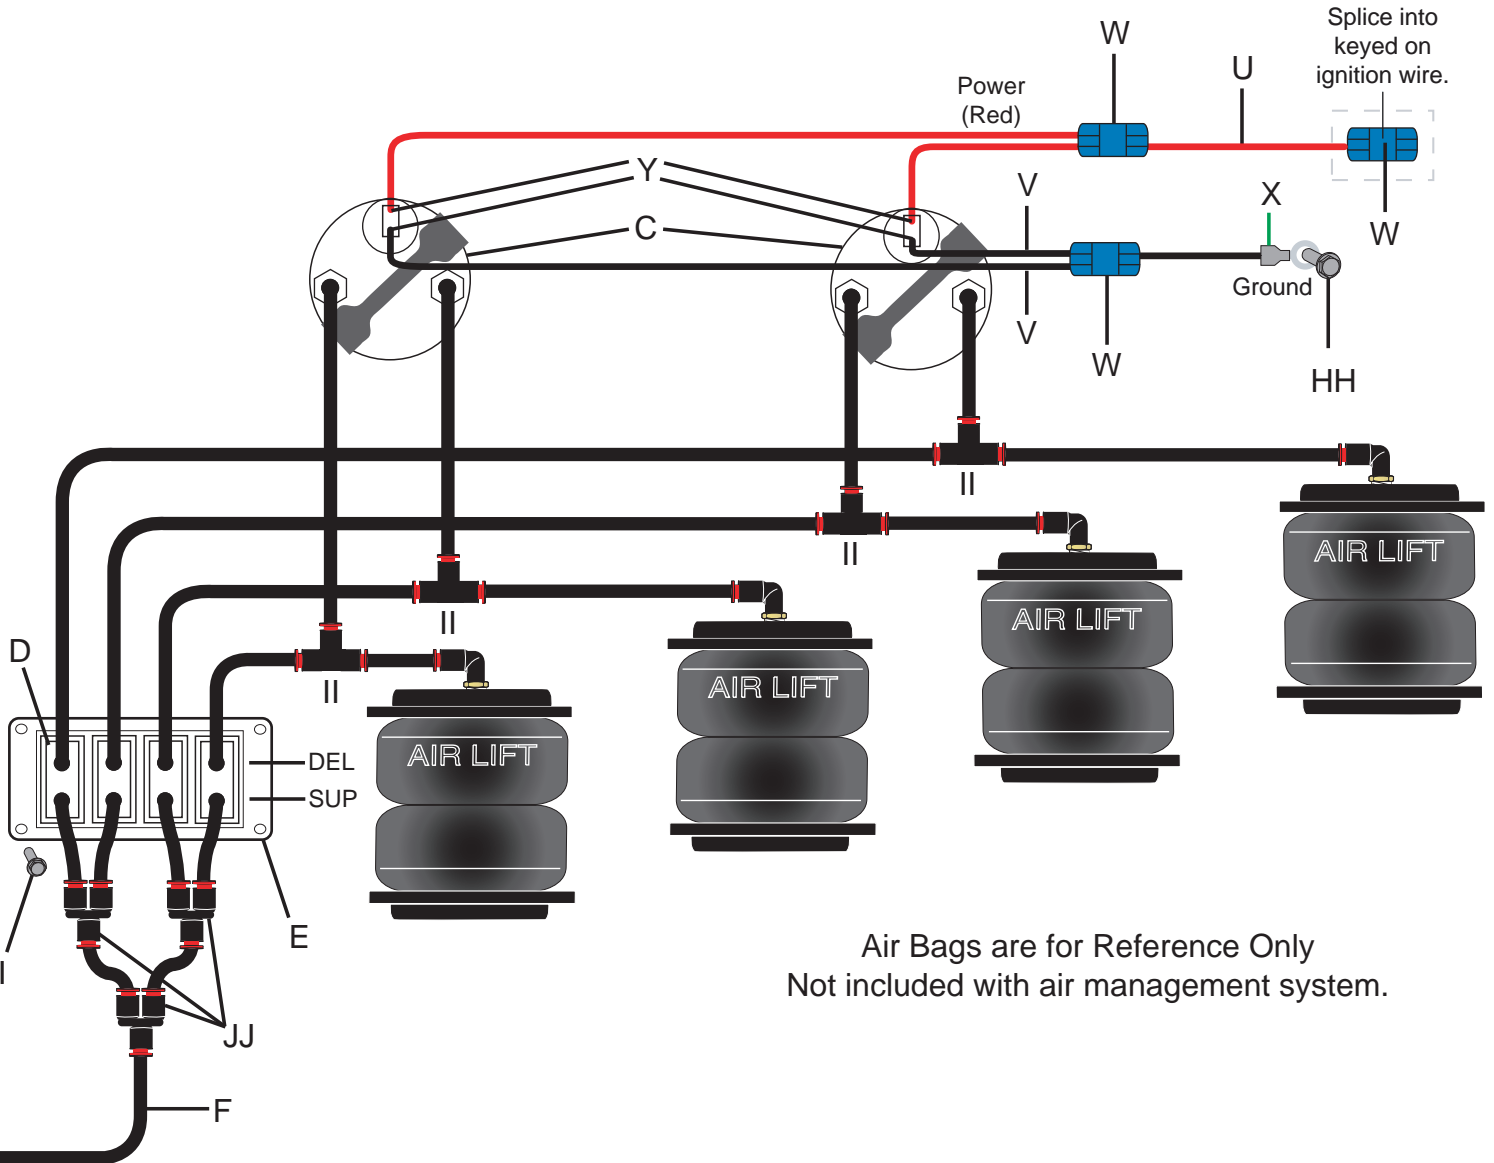 Splice into
keyed on
ignition wire.
W
U
Power
(Red)
Y
V
X
W
C
Ground
V
W
HH
II
AIR LIFT
II
AIR LIFT
II
D
AIR LIFT
II
AIR LIFT
DEL
SUP
E
I
Air Bags are for Reference Only
Not included with air management system.
JJ
F